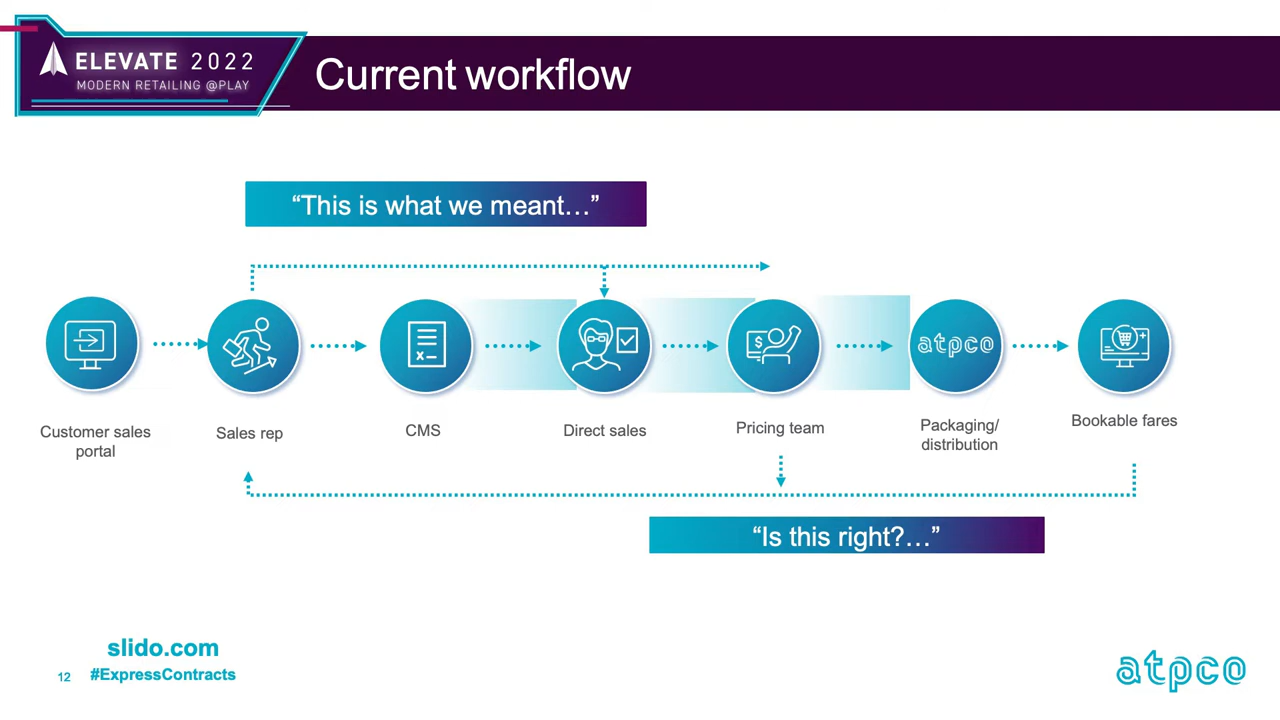 ELEVATE 2022
MODERN RETAILING @PLAY
Current workflow
“This is what we meant…”
x
$
atpco
Customer sales
portal
Sales rep
CMS
Direct sales
Pricing team
Packaging/
distribution
Bookable fares
“Is this right?…”
slido.com
12
#ExpressContracts
atpco